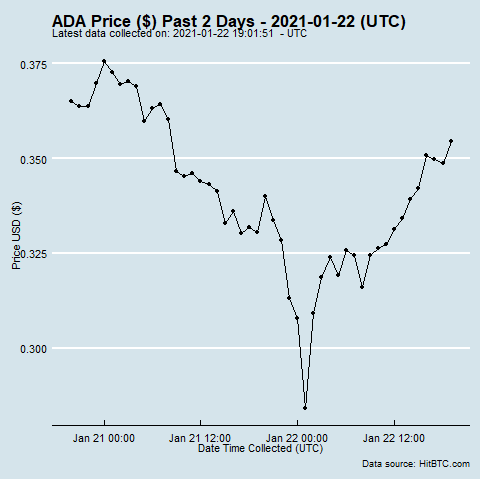 ADA Price ($) Past 2 Days - 2021-01-22 (UTC)
Latest data collected on: 2021-01-22 19:01:51  - UTC
0.375
0.350
0.325
0.300
Price USD ($)
Jan 21 00:00 Jan 21 12:00 Jan 22 00:00 Jan 22 12:00
Date Time Collected (UTC)
Data source: HitBTC.com